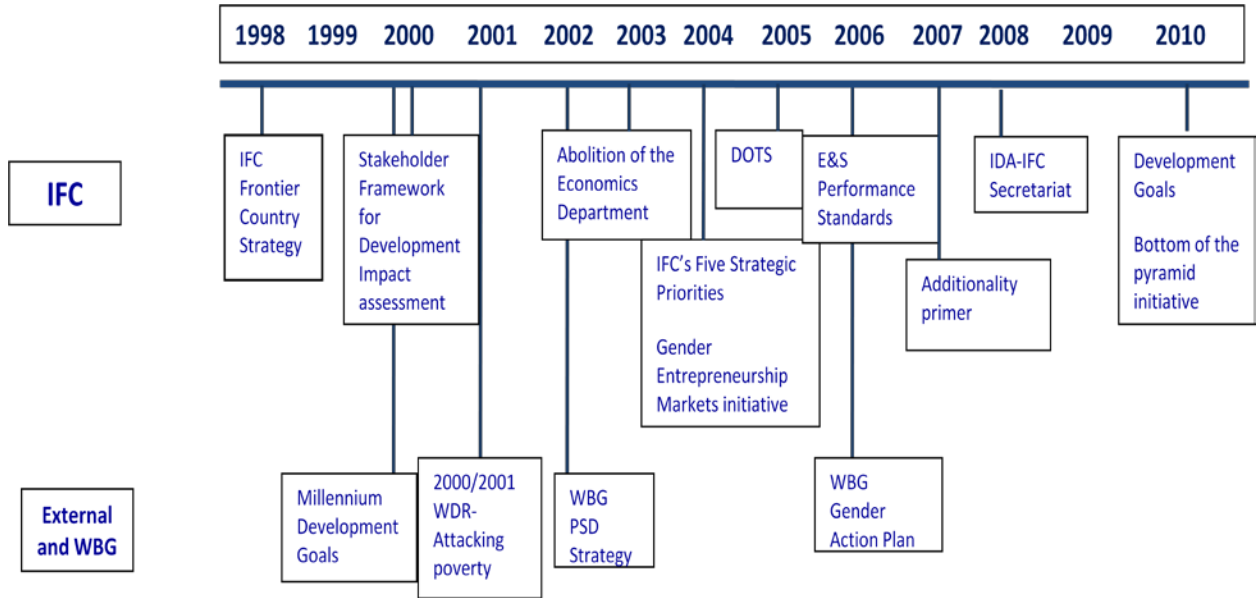 1998 1999 2000 2001 2002 2003 2004 2005 2006 2007 2008 2009 2010
IFC
IFC
Frontier
Country
Strategy
Stakeholder
Framework
for
Development
Impact
assessment
Abolition of the
Economics
Department
IFC's Five Strategic
Priorities
Gender
Entrepreneurship
Markets initiative
DOTS
E&S
Performance
Standards
Additionality
primer
IDA-IFC
Secretariat
Development
Goals
Bottom of the
pyramid
initiative
External
and WBG
Millennium
Development
Goals
2000/2001
WDR-
Attacking
poverty
WBG
PSD
Strategy
WBG
Gender
Action Plan